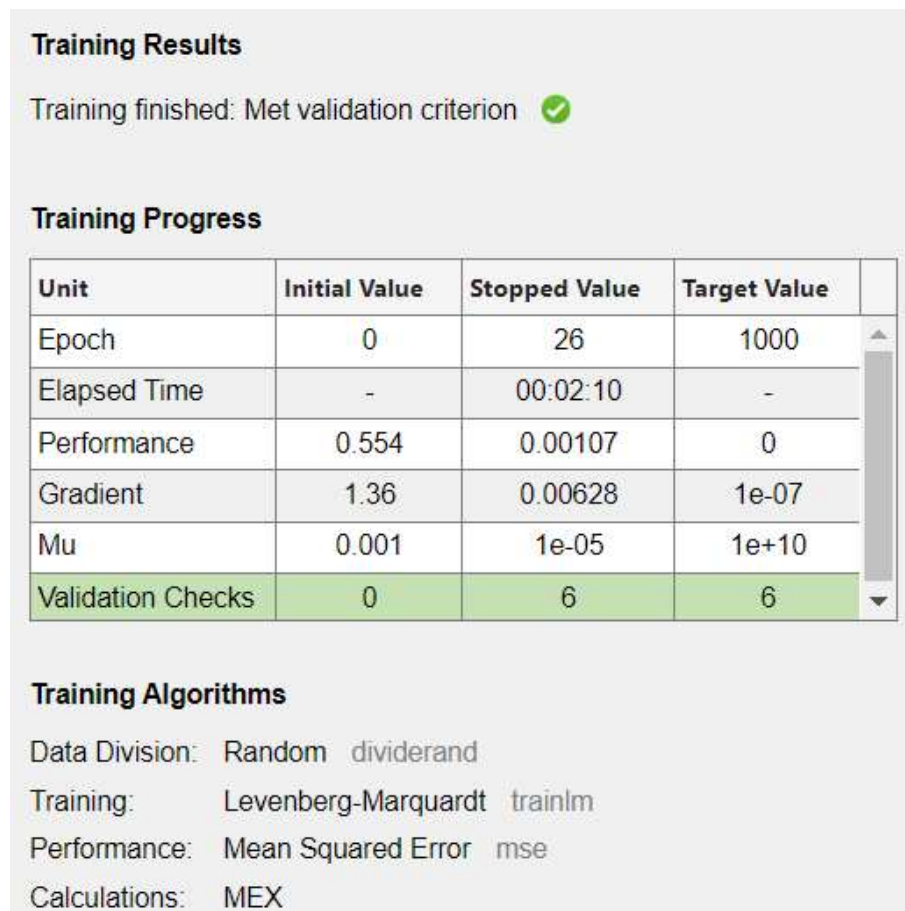 Training Results
Training finished: Met validation criterion
Training Progress
Unit Initial Value Stopped Value Target Value
Epoch 0 26 1000
Elapsed Time - 00:02:10 -
Performance 0.554 0.00107 0
Gradient 1.36 0.00628 1e-07
Mu 0.001 1e-05 1e+10
Validation Checks 0 6 6
Training Algorithms
Data Division: Random dividerand
Training: Levenberg-Marquardt trainlm
Performance: Mean Squared Error mse
Calculations: MEX